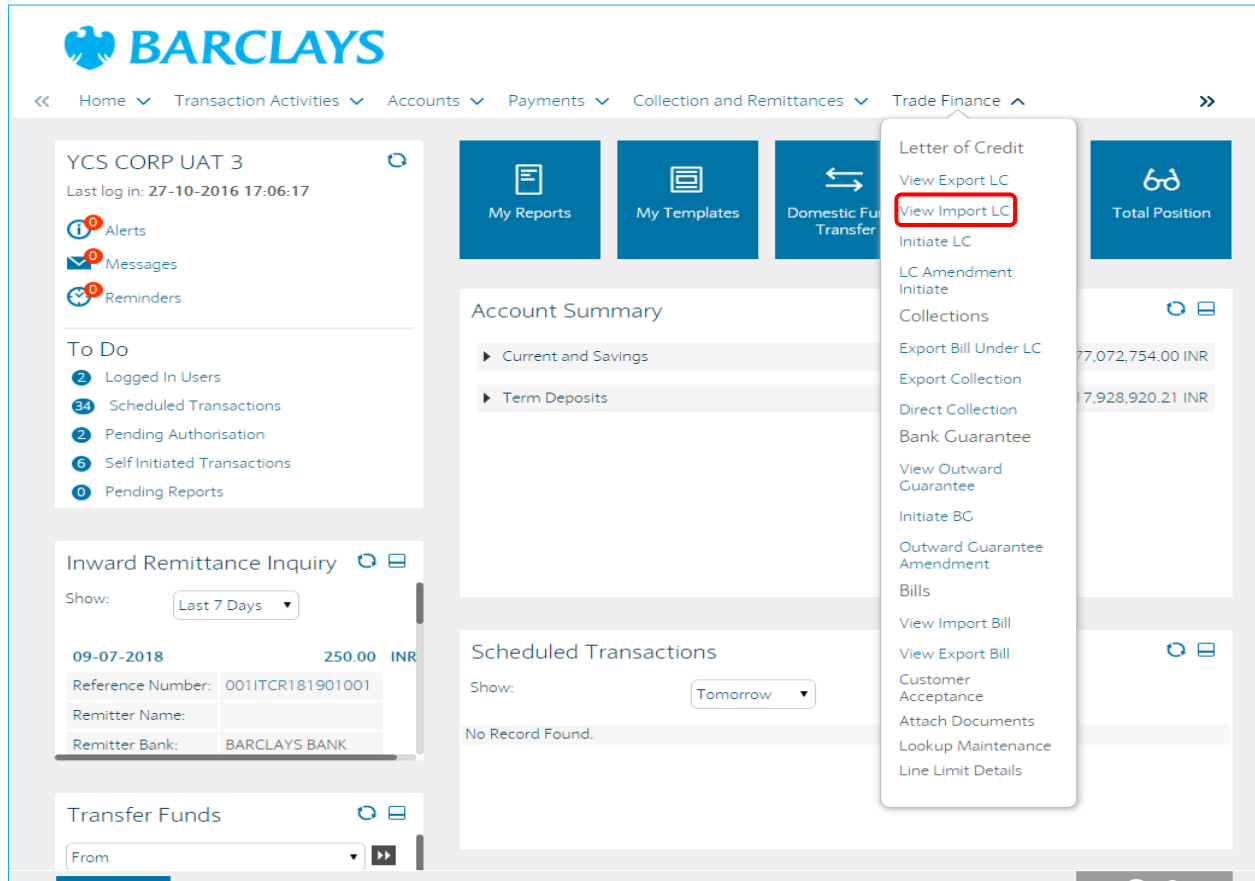 BARCLAYS
Home Transaction Activities Accounts Payments Collection and Remittances Trade Finance
YCS CORP UAT 3
Last log in: 27-10-2016 17:06:17
0 Alerts
0 Messages
0 Reminders
To Do
2 Logged In Users
34 Scheduled Transactions
2 Pending Authorisation
6 Self Initiated Transactions
0 Pending Reports
Inward Remittance Inquiry
Show: Last 7 Days
09-07-2018 250.00 INR
Reference Number: 001ITCR181901001
Remitter Name:
Remitter Bank: BARCLAYS BANK
Transfer Funds
From
My Reports
My Templates
Domestic Fu
Transfer
Total Position
Account Summary
Current and Savings 77,072,754.00 INR
Term Deposits 17,928,920.21 INR
Scheduled Transactions
Show: Tomorrow
No Record Found.
Letter of Credit
View Export LC
View Import LC
Initiate LC
LC Amendment
Initiate
Collections
Export Bill Under LC
Export Collection
Direct Collection
Bank Guarantee
View Outward
Guarantee
Initiate BG
Outward Guarantee
Amendment
Bills
View Import Bill
View Export Bill
Customer
Acceptance
Attach Documents
Lookup Maintenance
Line Limit Details